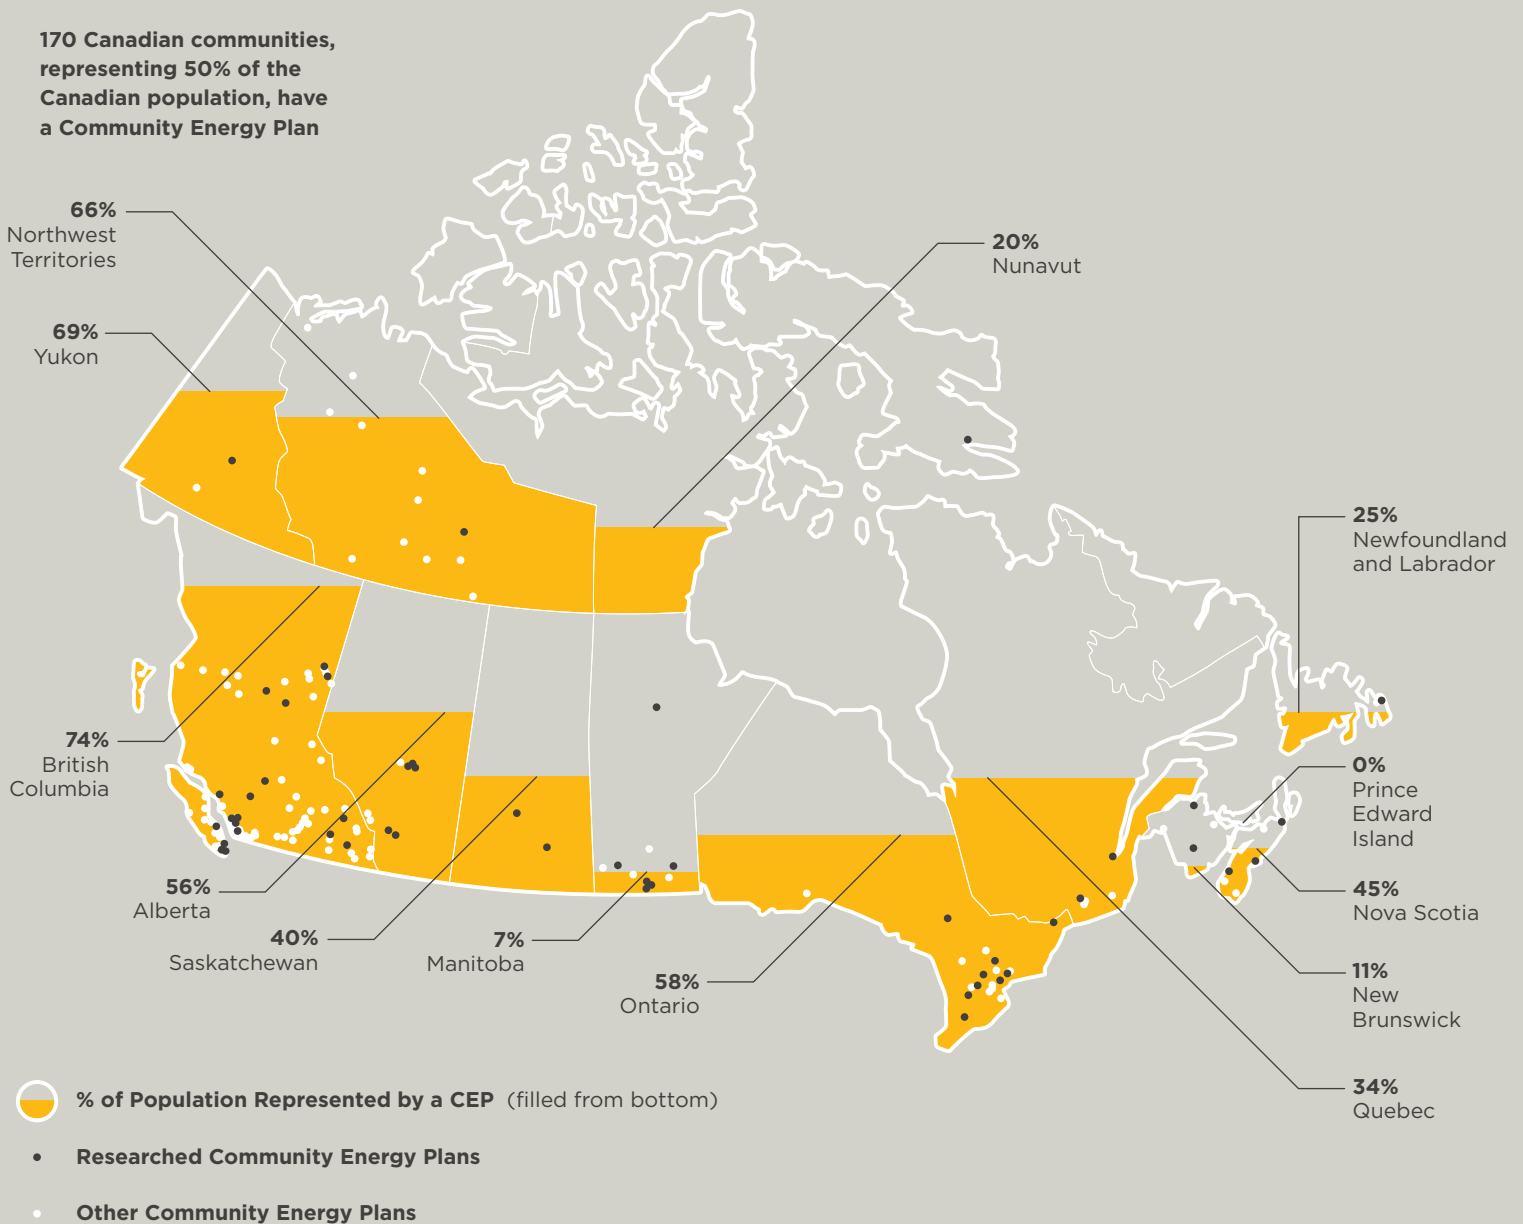 170 Canadian communities,
representing 50% of the
Canadian population, have
a Community Energy Plan
66%
Northwest
Territories
20%
Nunavut
69%
Yukon
25%
Newfoundland
and Labrador
74%
British
Columbia
0%
Prince
Edward
Island
56%
Alberta
45%
Nova Scotia
40%
Saskatchewan
7%
Manitoba
58%
Ontario
11%
New
Brunswick
34%
Quebec
% of Population Represented by a CEP (filled from bottom)
Researched Community Energy Plans
Other Community Energy Plans